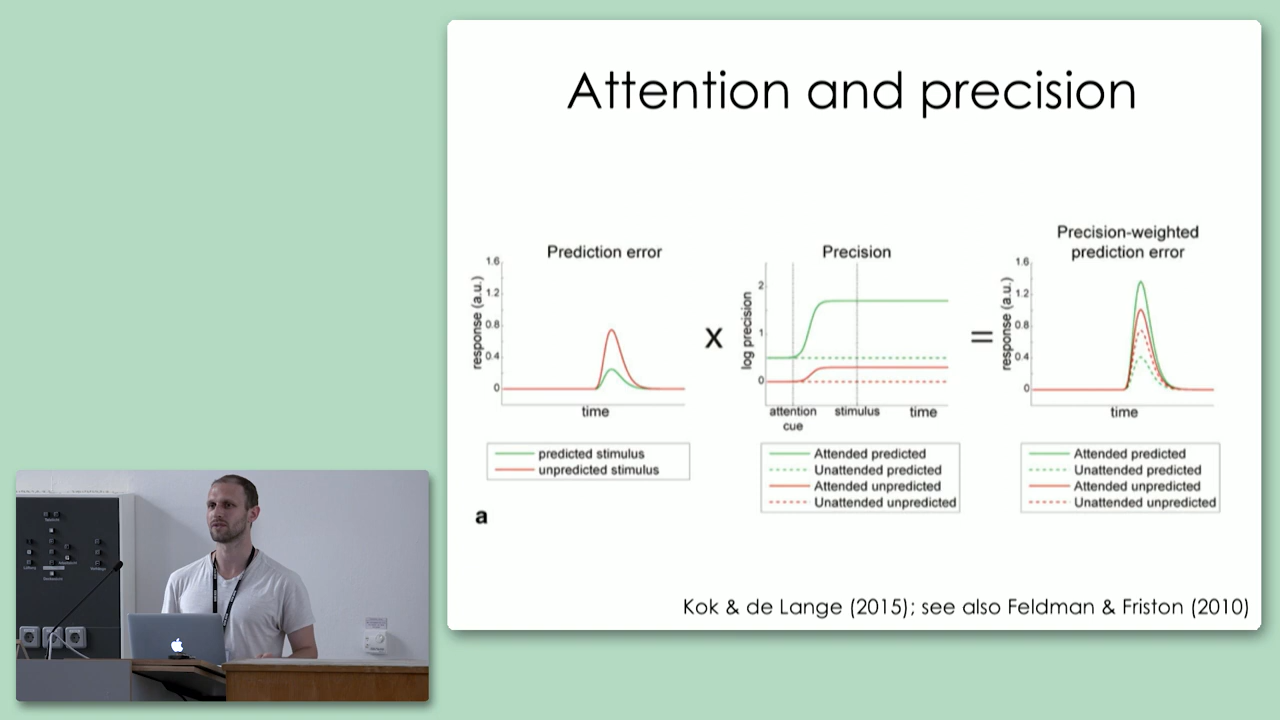 Attention and precision
Prediction error
1.6
1.2
0.8
0.4
0
response (a.u.)
time
predicted stimulus
unpredicted stimulus
a
X
Precision
2
1
0
log precision
attention cue
stimulus
time
Attended predicted
Unattended predicted
Attended unpredicted
Unattended unpredicted
=
Precision-weighted
prediction error
1.6
1.2
0.8
0.4
0
response (a.u.)
time
Attended predicted
Unattended predicted
Attended unpredicted
Unattended unpredicted
Kok & de Lange (2015); see also Feldman & Friston (2010)